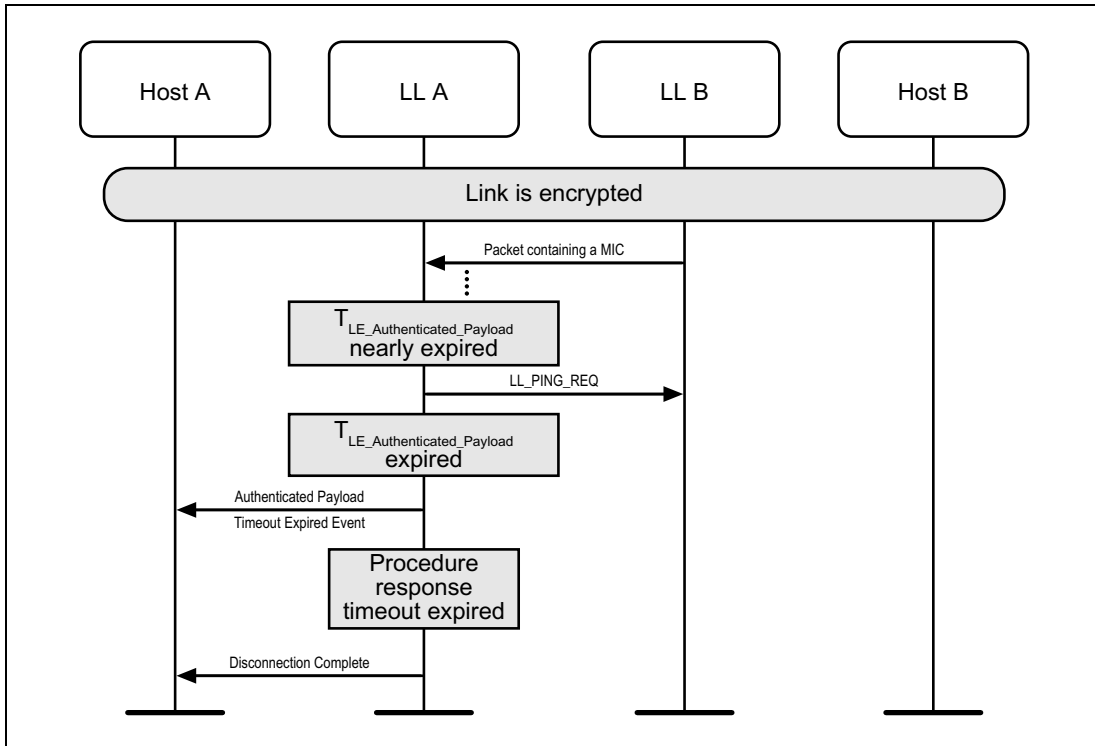 Host A
LL A
LL B
Host B
Link is encrypted
Packet containing a MIC
TLE_Authenticated_Payload
nearly expired
LL_PING_REQ
TLE_Authenticated_Payload
expired
Authenticated Payload
Timeout Expired Event
Procedure
response
timeout expired
Disconnection Complete